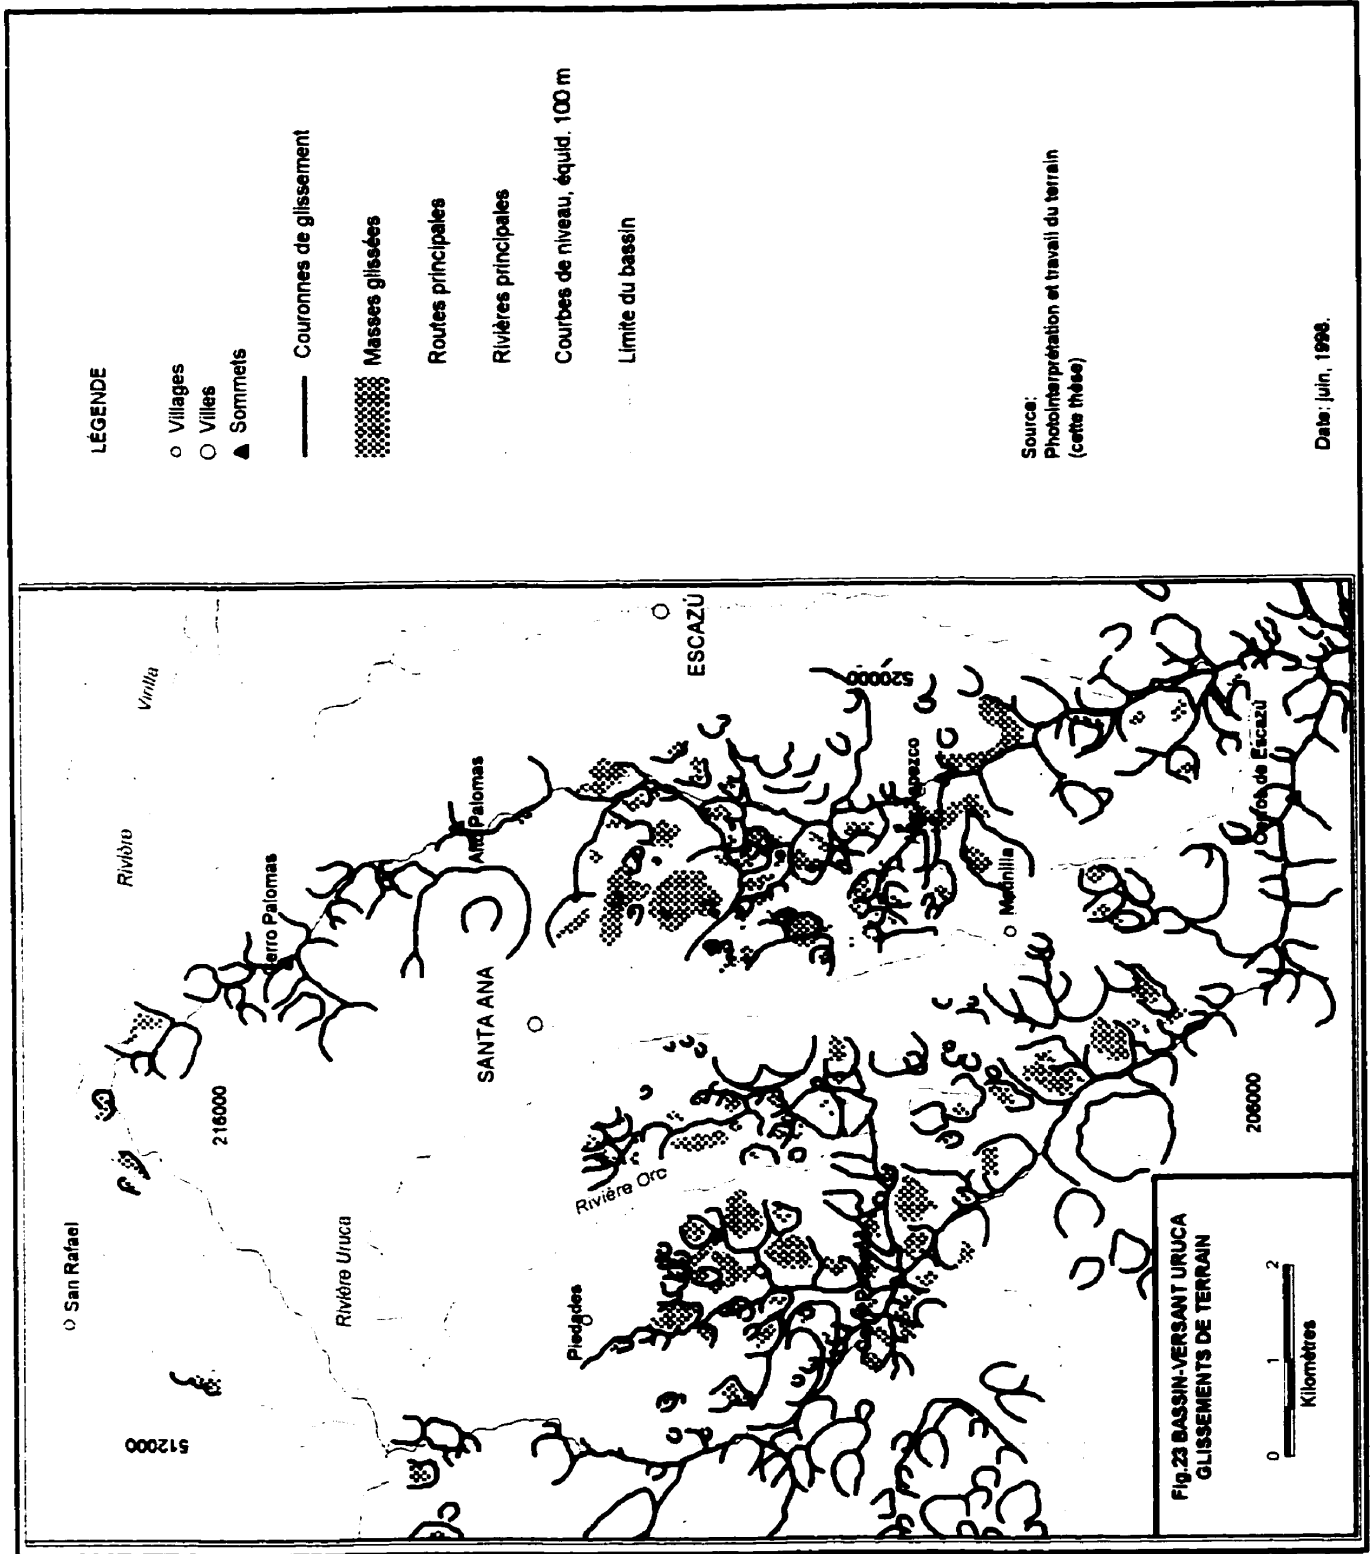 LÉGENDE
Villages
Villes
Sommets
Couronnes de glissement
Masses glissées
Routes principales
Rivières principales
Courbes de niveau, équid. 100 m
Limite du bassin
Source:
Photointerprétation et travail du terrain
(cette thèse)
Date: juin, 1998.
San Rafael
Rivière
Virilla
512000
216000
Rivière Uruca
Palomas
Alto Palomas
SANTA ANA
ESCAZÚ
Piedades
Rivière Oro
520000
Matinilla
de Escazú
206000
Fig.23 BASSIN-VERSANT URUCA
GLISSEMENTS DE TERRAIN
0 1 2
Kilomètres